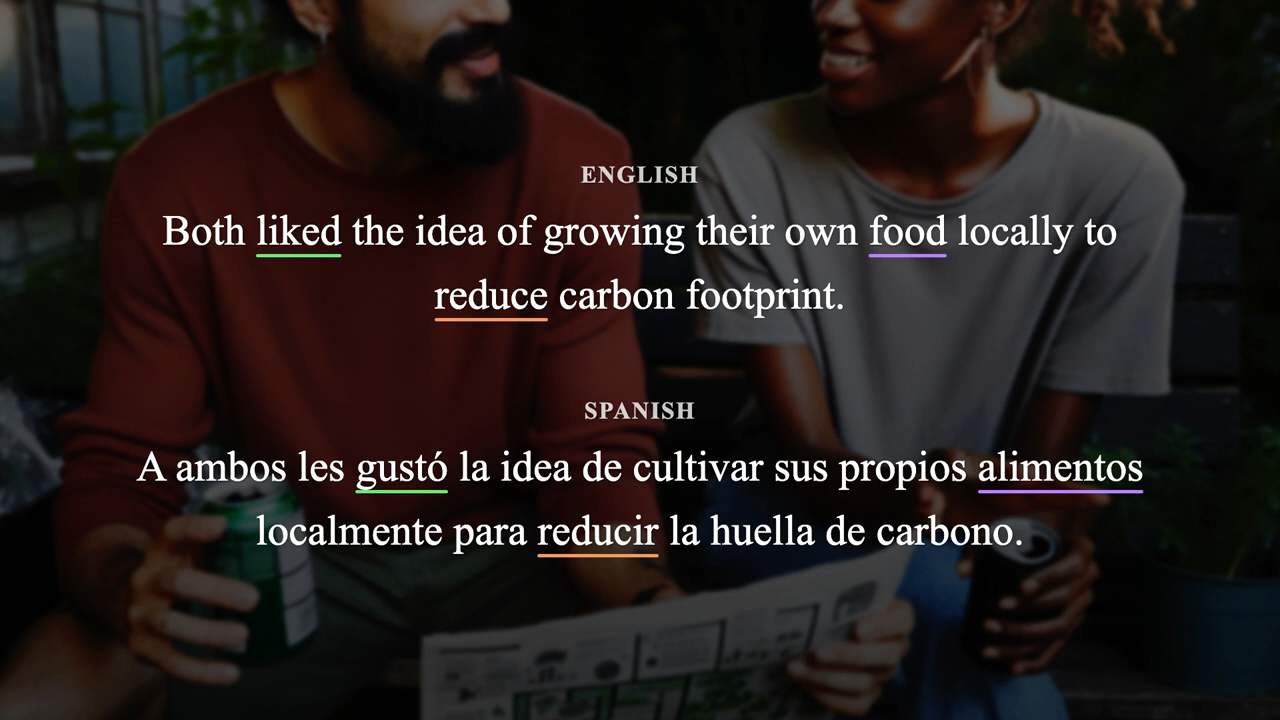 ENGLISH
Both liked the idea of growing their own food locally to
reduce carbon footprint.
SPANISH
A ambos les gustó la idea de cultivar sus propios alimentos
localmente para reducir la huella de carbono.